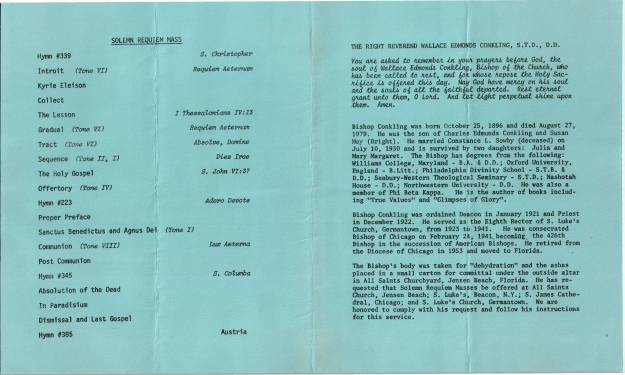 SOLEMN REQUIEM MASS
Hymn #339 S. Christopher
Introit (Tone VI) Requiem Aeternam
Kyrie Eleison
Collect
The Lesson I Thessalonians IV:13
Gradual (Tone VI) Requiem Aeternam
Tract (Tone VI) Absolve, Domine
Sequence (Tone II, I) Dies Irae
The Holy Gospel S. John VI:37
Offertory (Tone IV)
Hymn #223 Adoro Devote
Proper Preface
Sanctus Benedictus and Agnus Dei (Tone I)
Communion (Tone VIII) Lux Aeterna
Post Communion
Hymn #345 S. Columba
Absolution of the Dead
In Paradisium
Dismissal and Last Gospel
Hymn #385 Austria
THE RIGHT REVEREND WALLACE EDMONDS CONKLING, S.T.D., D.D.
You are asked to remember in your prayers before God, the
soul of Wallace Edmonds Conkling, Bishop of the Church, who
has been called to rest, and for whose repose the Holy Sac-
rifice is offered this day. May God have mercy on his soul
and the souls of all the faithful departed. Rest eternal
grant unto them, O Lord. And let light perpetual shine upon
them. Amen.
Bishop Conkling was born October 25, 1896 and died August 27,
1979. He was the son of Charles Edmunds Conkling and Susan
May (Bright). He married Constance L. Sowby (deceased) on
July 10, 1930 and is survived by two daughters: Julia and
Mary Margaret. The Bishop has degrees from the following:
Williams College, Maryland - B.A. & D.D.; Oxford University,
England - B.Litt.; Philadelphia Divinity School - S.T.B. &
D.D.; Seabury-Western Theological Seminary - S.T.D.; Nashotah
House - D.D.; Northwestern University - D.D. He was also a
member of Phi Beta Kappa. He is the author of books includ-
ing "True Values" and "Glimpses of Glory".
Bishop Conkling was ordained Deacon in January 1921 and Priest
in December 1922. He served as the Eighth Rector of S. Luke's
Church, Germantown, from 1923 to 1941. He was consecrated
Bishop of Chicago on February 24, 1941 becoming the 426th
Bishop in the succession of American Bishops. He retired from
the Diocese of Chicago in 1953 and moved to Florida.
The Bishop's body was taken for "dehydration" and the ashes
placed in a small carton for committal under the outside altar
in All Saints Churchyard, Jensen Beach, Florida. He has re-
quested that Solemn Requiem Masses be offered at All Saints
Church, Jensen Beach; S. Luke's, Beacon, N.Y.; S. James Cathe-
dral, Chicago; and S. Luke's Church, Germantown. We are
honored to comply with his request and follow his instructions
for this service.